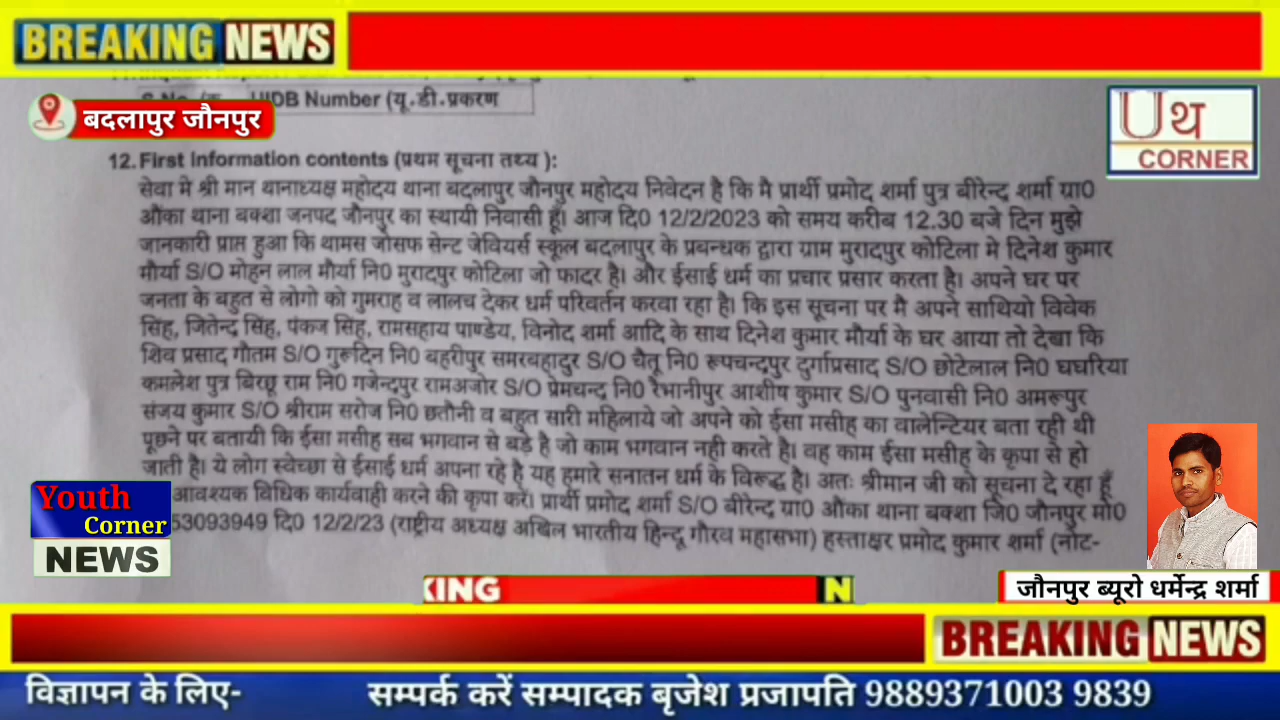 BREAKING NEWS
UIDB Number (यू.डी.प्रकरण
बदलापुर जौनपुर
Uथ
CORNER
12. First Information contents (प्रथम सूचना तथ्य ):
सेवा मे श्री मान थानाध्यक्ष महोदय थाना बदलापुर जौनपुर महोदय निवेदन है कि मै प्रार्थी प्रमोद शर्मा पुत्र बीरेन्द्र शर्मा ग्रा0
औंका थाना बक्शा जनपद जौनपुर का स्थायी निवासी हूँ। आज दि0 12/2/2023 को समय करीब 12.30 बजे दिन मुझे
जानकारी प्राप्त हुआ कि थामस जोसफ सेन्ट जेवियर्स स्कूल बदलापुर के प्रबन्धक द्वारा ग्राम मुरादपुर कोटिला मे दिनेश कुमार
मौर्या S/O मोहन लाल मौर्या नि0 मुरादपुर कोटिला जो फादर है। और ईसाई धर्म का प्रचार प्रसार करता है। अपने घर पर
जनता के बहुत से लोगो को गुमराह व लालच देकर धर्म परिवर्तन करवा रहा है। कि इस सूचना पर मै अपने साथियो विवेक
सिंह, जितेन्द्र सिंह, पंकज सिंह, रामसहाय पाण्डेय, विनोद शर्मा आदि के साथ दिनेश कुमार मौर्या के घर आया तो देखा कि
शिव प्रसाद गौतम S/O गुरूदिन नि0 बहरीपुर समरबहादुर S/O चैतू नि0 रूपचन्दपुर दुर्गाप्रसाद S/O छोटेलाल नि0 घघरिया
कमलेश पुत्र बिरछू राम नि0 गजेन्दपुर रामअजोर S/O प्रेमचन्द नि0 रैभानीपुर आशीष कुमार S/O पुनवासी नि0 अमरूपुर
संजय कुमार S/O श्रीराम सरोज नि0 छतौनी व बहुत सारी महिलाये जो अपने को ईसा मसीह का वालेन्टियर बता रही थी
पूछने पर बतायी कि ईसा मसीह सब भगवान से बड़े है जो काम भगवान नही करते है। वह काम ईसा मसीह के कृपा से हो
जाती है। ये लोग स्वेच्छा से ईसाई धर्म अपना रहे है यह हमारे सनातन धर्म के विरूद्ध है। अतः श्रीमान जी को सूचना दे रहा हूँ
आवश्यक विधिक कार्यवाही करने की कृपा करें। प्रार्थी प्रमोद शर्मा S/O बीरेन्द्र ग्रा0 औंका थाना बक्शा जि0 जौनपुर मो0
53093949 दि0 12/2/23 (राष्ट्रीय अध्यक्ष अखिल भारतीय हिन्दू गौरव महासभा) हस्ताक्षर प्रमोद कुमार शर्मा (नोट-
Youth
Corner
NEWS
KING N
जौनपुर ब्यूरो धर्मेन्द्र शर्मा
BREAKING NEWS
विज्ञापन के लिए- सम्पर्क करें सम्पादक बृजेश प्रजापति 9889371003 9839